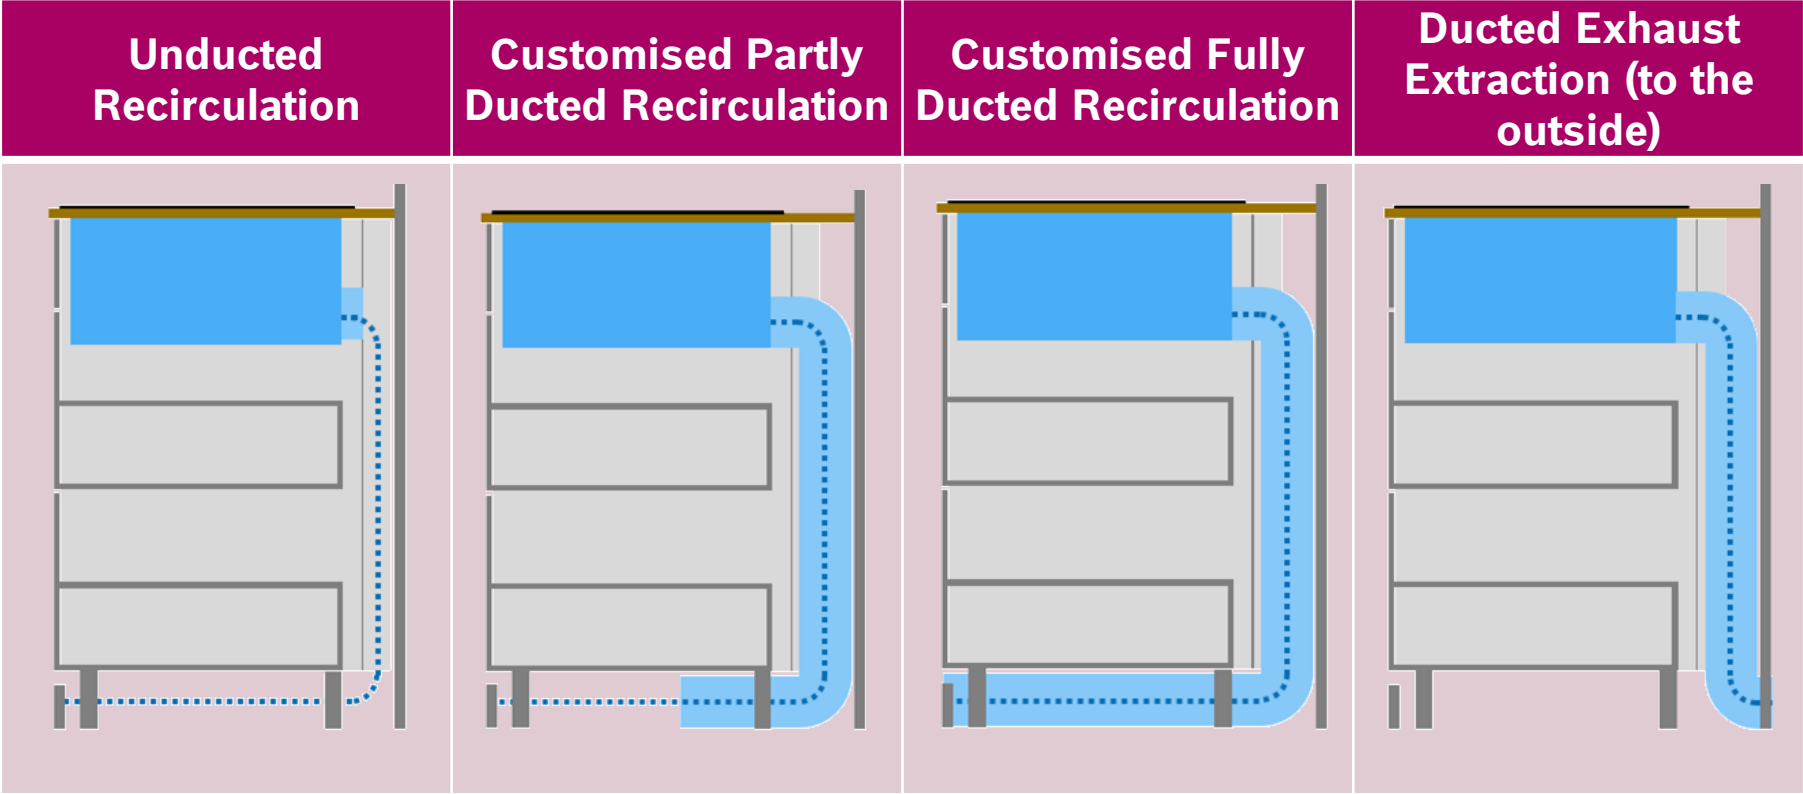 Unducted
Recirculation
Customised Partly
Ducted Recirculation
Customised Fully
Ducted Recirculation
Ducted Exhaust
Extraction (to the
outside)